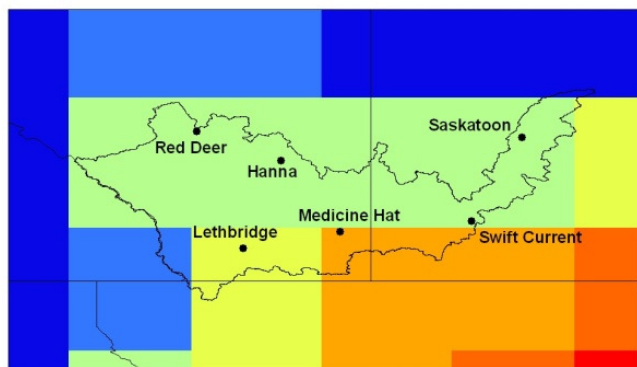 Saskatoon
Red Deer
Hanna
Medicine Hat
Lethbridge
Swift Current